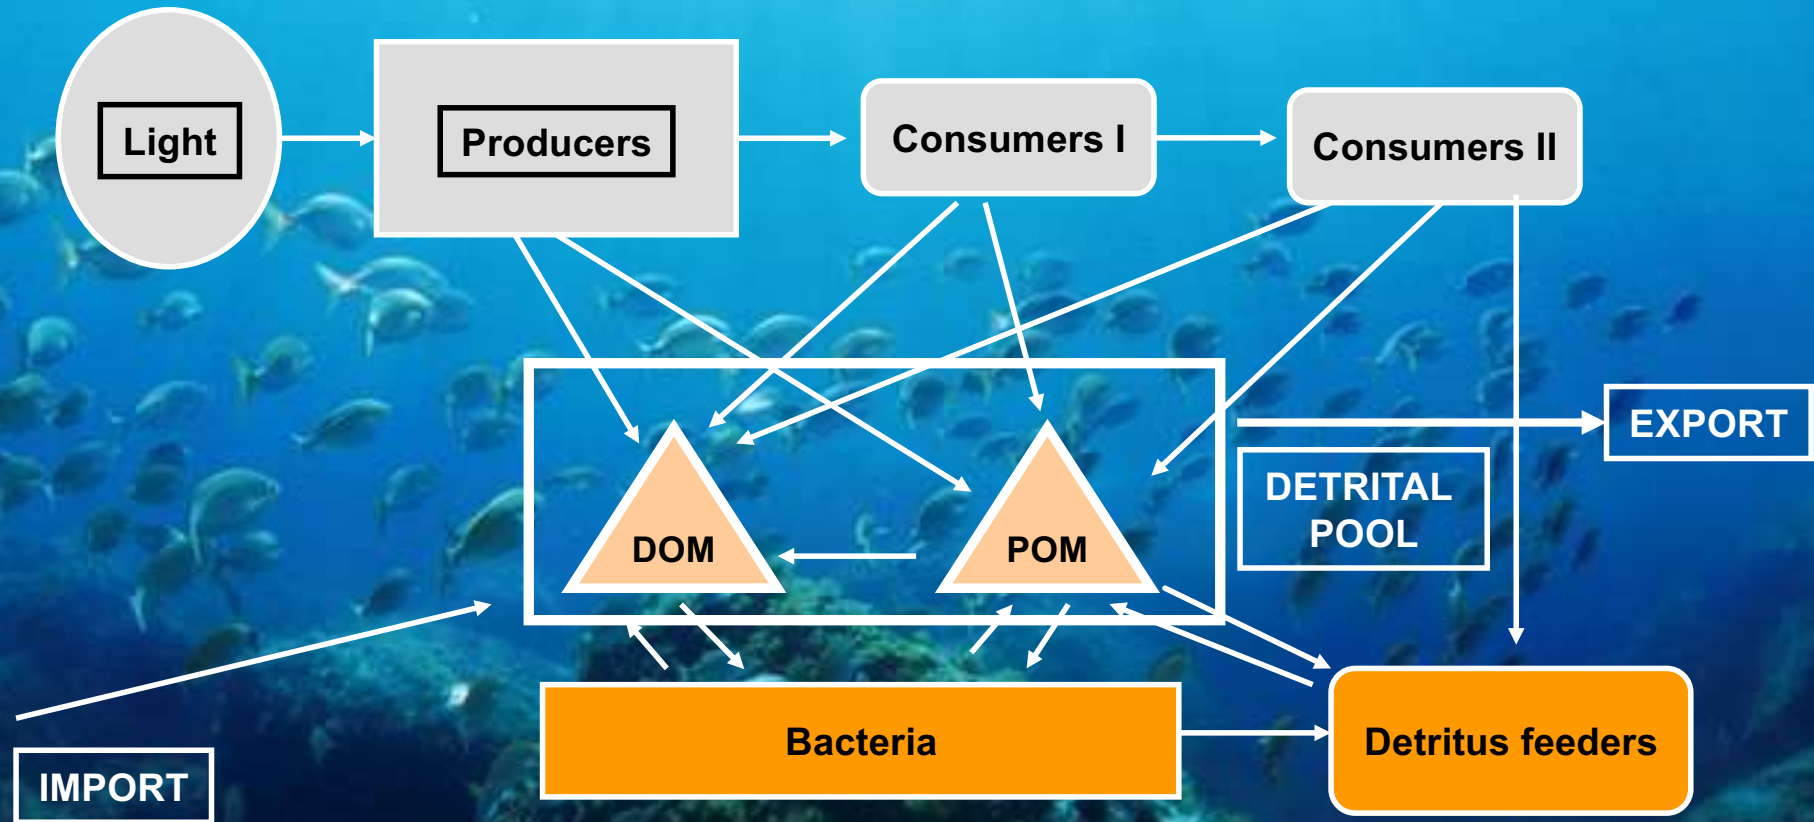 Light
Producers
Consumers I
Consumers II
EXPORT
DETRITAL
POOL
DOM
POM
Bacteria
Detritus feeders
IMPORT